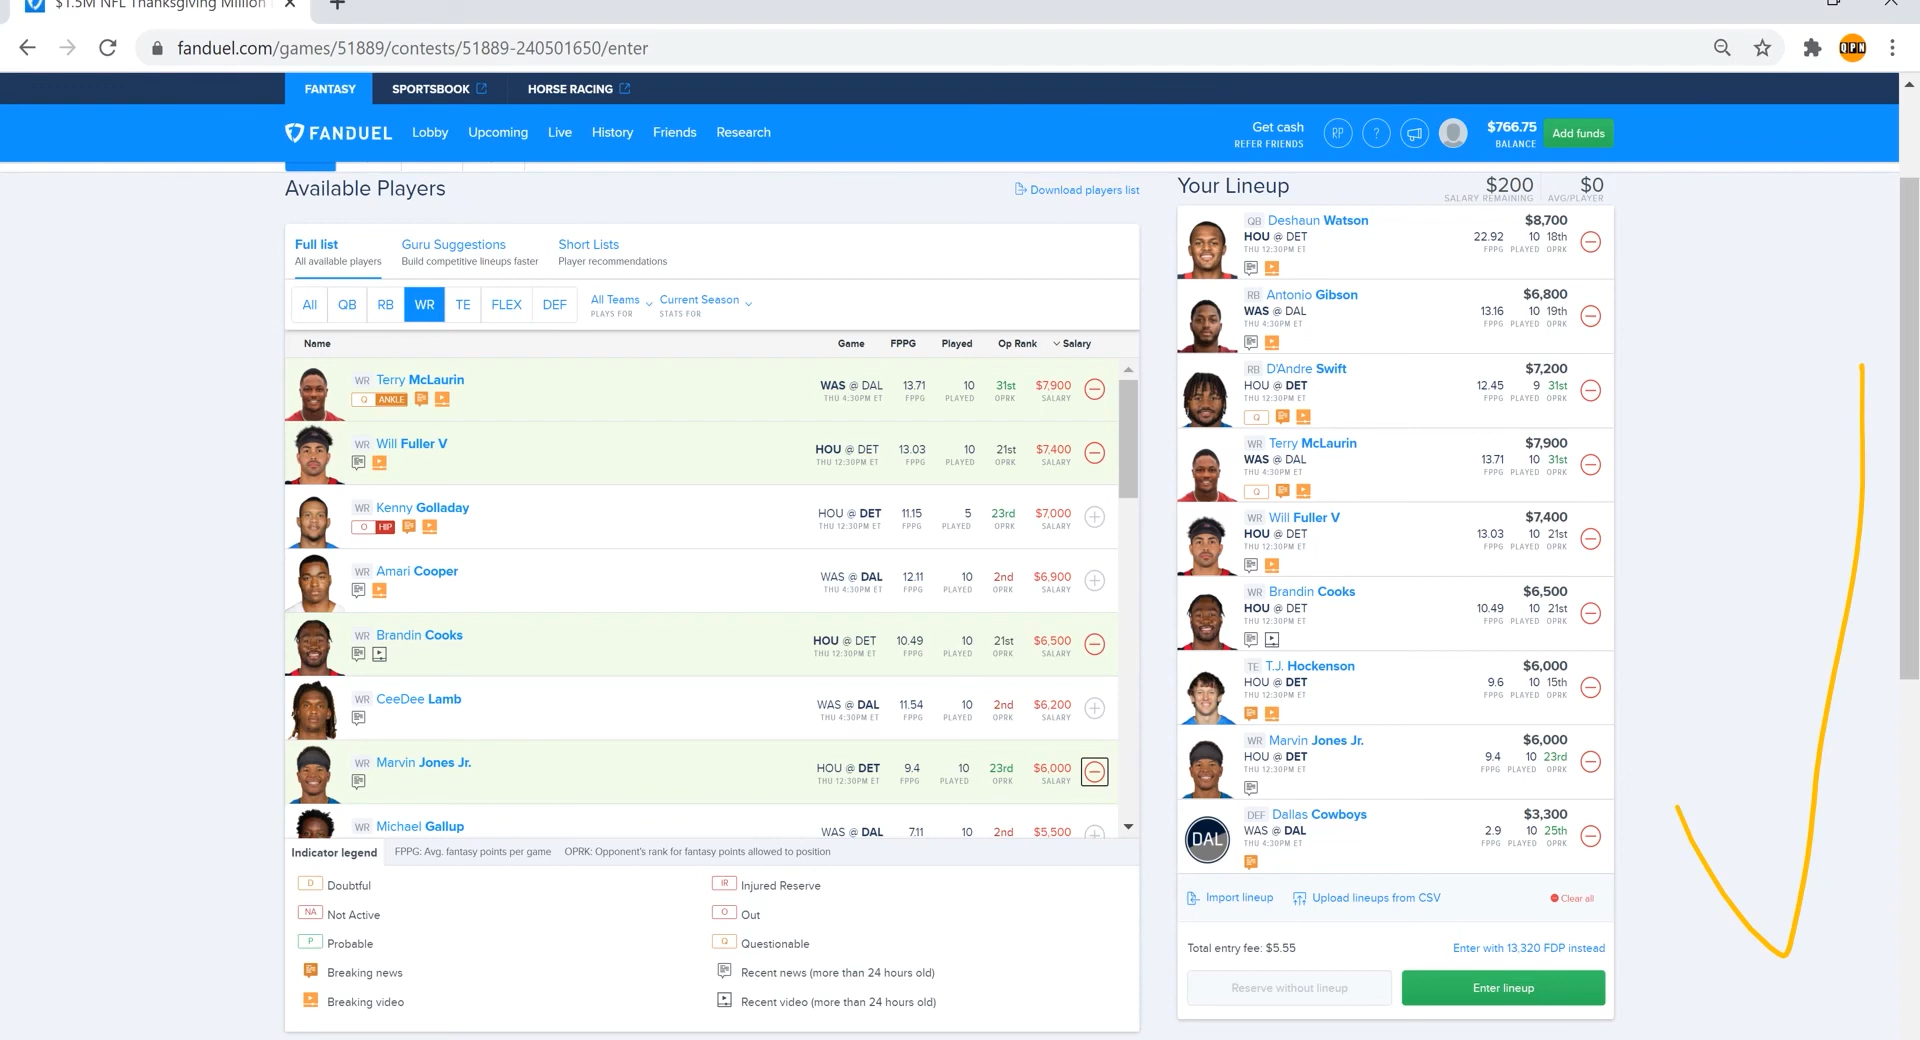 $1.5M NFL Thanksgiving Million
fanduel.com/games/51889/contests/51889-240501650/enter
QPN
FANTASY SPORTSBOOK HORSE RACING
FANDUEL Lobby Upcoming Live History Friends Research
Get cash
REFER FRIENDS
RP
?
$766.75
BALANCE
Add funds
Available Players
Download players list
Full list
All available players
Guru Suggestions
Build competitive lineups faster
Short Lists
Player recommendations
All QB RB WR TE FLEX DEF
All Teams
PLAYS FOR
Current Season
STATS FOR
Name Game FPPG Played Op Rank Salary
WR Terry McLaurin WAS @ DAL 13.71 10 31st $7,900
Q ANKLE THU 4:30PM ET FPPG PLAYED OPRK SALARY
WR Will Fuller V HOU @ DET 13.03 10 21st $7,400
THU 12:30PM ET FPPG PLAYED OPRK SALARY
WR Kenny Golladay HOU @ DET 11.15 5 23rd $7,000
O HIP THU 12:30PM ET FPPG PLAYED OPRK SALARY
WR Amari Cooper WAS @ DAL 12.11 10 2nd $6,900
THU 4:30PM ET FPPG PLAYED OPRK SALARY
WR Brandin Cooks HOU @ DET 10.49 10 21st $6,500
THU 12:30PM ET FPPG PLAYED OPRK SALARY
WR CeeDee Lamb WAS @ DAL 11.54 10 2nd $6,200
THU 4:30PM ET FPPG PLAYED OPRK SALARY
WR Marvin Jones Jr. HOU @ DET 9.4 10 23rd $6,000
THU 12:30PM ET FPPG PLAYED OPRK SALARY
WR Michael Gallup WAS @ DAL 7.11 10 2nd $5,500
Indicator legend FPPG: Avg. fantasy points per game OPRK: Opponent's rank for fantasy points allowed to position
D Doubtful
NA Not Active
P Probable
Breaking news
Breaking video
IR Injured Reserve
O Out
Q Questionable
Recent news (more than 24 hours old)
Recent video (more than 24 hours old)
Your Lineup
$200
SALARY REMAINING
$0
AVG/PLAYER
QB Deshaun Watson $8,700
HOU @ DET 22.92 10 18th
THU 12:30PM ET FPPG PLAYED OPRK
RB Antonio Gibson $6,800
WAS @ DAL 13.16 10 19th
THU 4:30PM ET FPPG PLAYED OPRK
RB D'Andre Swift $7,200
HOU @ DET 12.45 9 31st
THU 12:30PM ET FPPG PLAYED OPRK
Q
WR Terry McLaurin $7,900
WAS @ DAL 13.71 10 31st
THU 4:30PM ET FPPG PLAYED OPRK
Q
WR Will Fuller V $7,400
HOU @ DET 13.03 10 21st
THU 12:30PM ET FPPG PLAYED OPRK
WR Brandin Cooks $6,500
HOU @ DET 10.49 10 21st
THU 12:30PM ET FPPG PLAYED OPRK
TE T.J. Hockenson $6,000
HOU @ DET 9.6 10 15th
THU 12:30PM ET FPPG PLAYED OPRK
WR Marvin Jones Jr. $6,000
HOU @ DET 9.4 10 23rd
THU 12:30PM ET FPPG PLAYED OPRK
DEF Dallas Cowboys $3,300
DAL
WAS @ DAL 2.9 10 25th
THU 4:30PM ET FPPG PLAYED OPRK
Import lineup Upload lineups from CSV Clear all
Total entry fee: $5.55 Enter with 13,320 FDP instead
Reserve without lineup Enter lineup